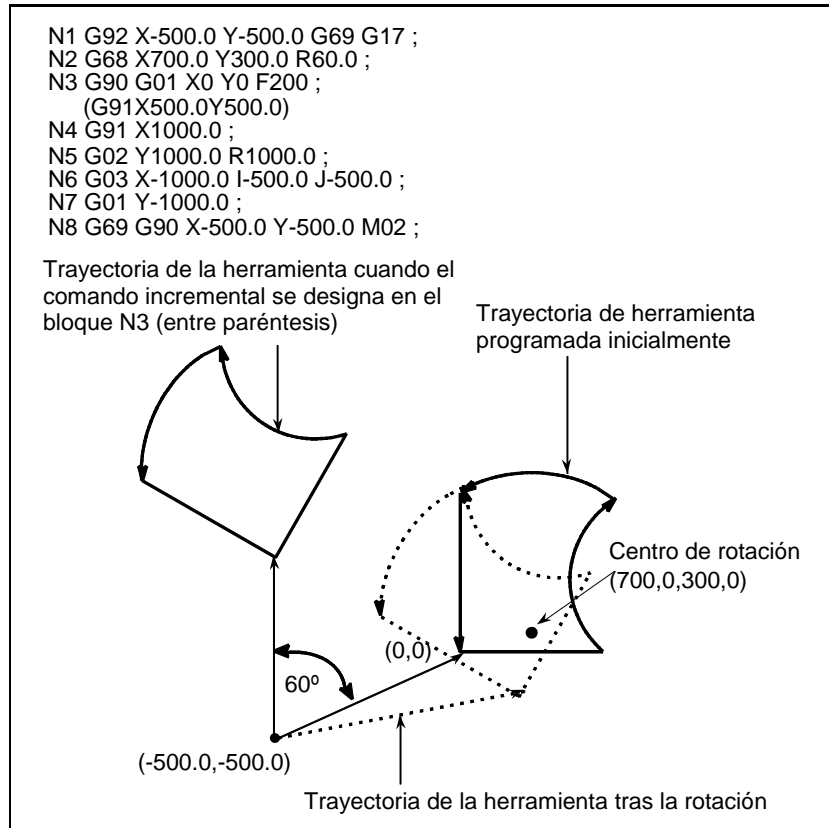 N1 G92 X-500.0 Y-500.0 G69 G17 ;
N2 G68 X700.0 Y300.0 R60.0 ;
N3 G90 G01 X0 Y0 F200 ;
(G91X500.0Y500.0)
N4 G91 X1000.0 ;
N5 G02 Y1000.0 R1000.0 ;
N6 G03 X-1000.0 I-500.0 J-500.0 ;
N7 G01 Y-1000.0 ;
N8 G69 G90 X-500.0 Y-500.0 M02 ;
Trayectoria de la herramienta cuando el
comando incremental se designa en el
bloque N3 (entre paréntesis)
Trayectoria de herramienta
programada inicialmente
Centro de rotación
(700,0,300,0)
(0,0)
60º
(-500.0,-500.0)
Trayectoria de la herramienta tras la rotación